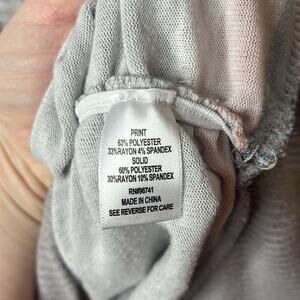 PRINT
63% POLYESTER
33%RAYON 4% SPANDEX
SOLID
60% POLYESTER
30%RAYON 10% SPANDEX
RN#96741
MADE IN CHINA
SEE REVERSE FOR CARE